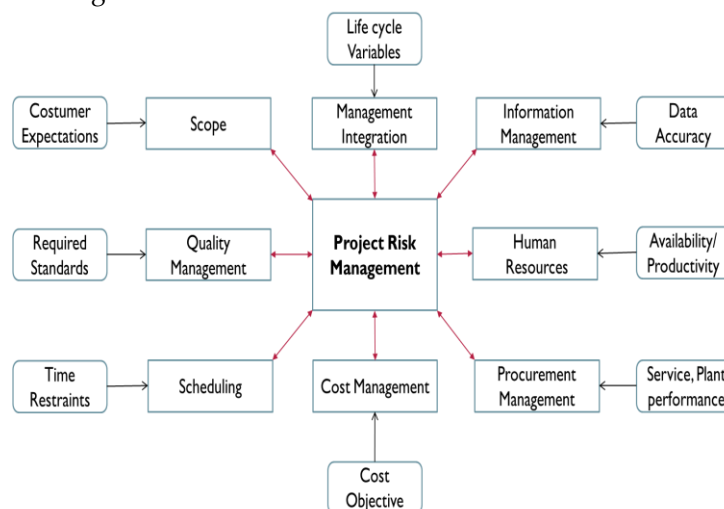 Life cycle
Variables
Costumer
Expectations
Scope
Management
Integration
Information
Management
Data
Accuracy
Required
Standards
Quality
Management
Project Risk
Management
Human
Resources
Availability/
Productivity
Time
Restraints
Scheduling
Cost Management
Procurement
Management
Service, Plant
performance
Cost
Objective